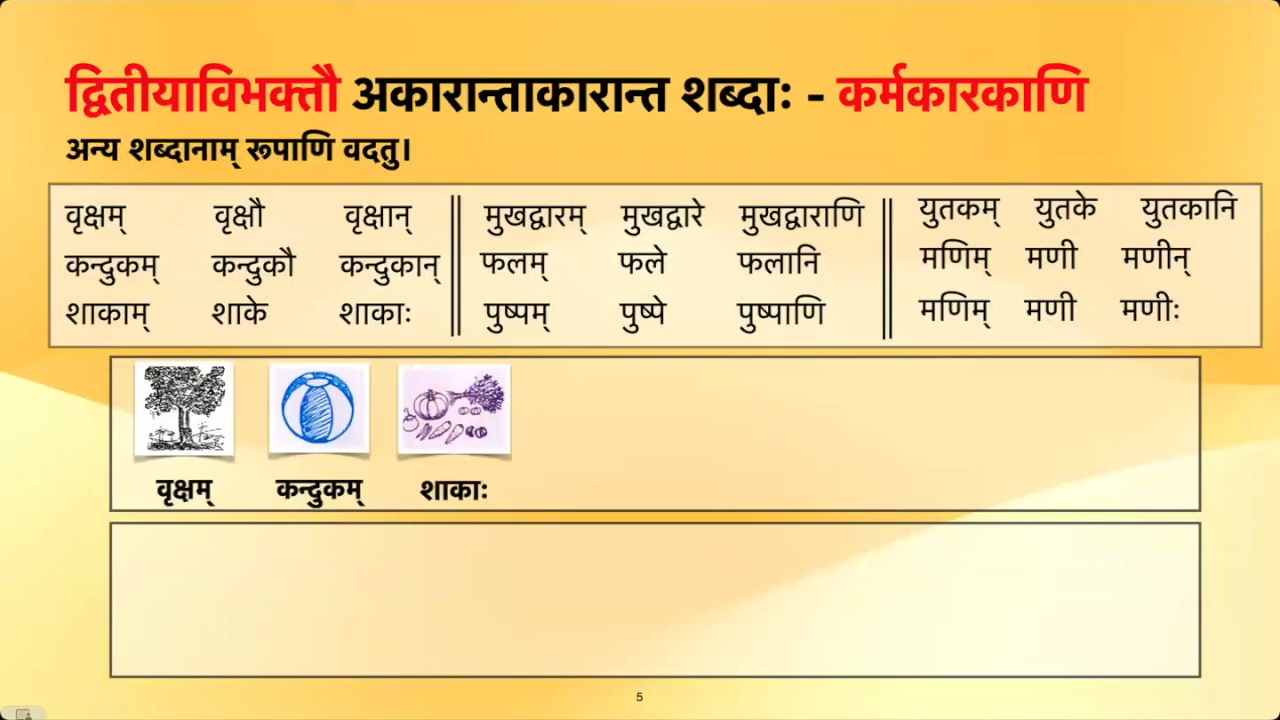 द्वितीयाविभक्तौ अकारान्ताकारान्त शब्दाः - कर्मकारकाणि
अन्य शब्दानाम् रूपाणि वदतु।
वृक्षम् वृक्षौ वृक्षान् मुखद्वारम् मुखद्वारे मुखद्वाराणि युतकम् युतके युतकानि
कन्दुकम् कन्दुकौ कन्दुकान् फलम् फले फलानि मणिम् मणी मणीन्
शाकाम् शाके शाकाः पुष्पम् पुष्पे पुष्पाणि मणिम् मणी मणीः
वृक्षम् कन्दुकम् शाकाः
5